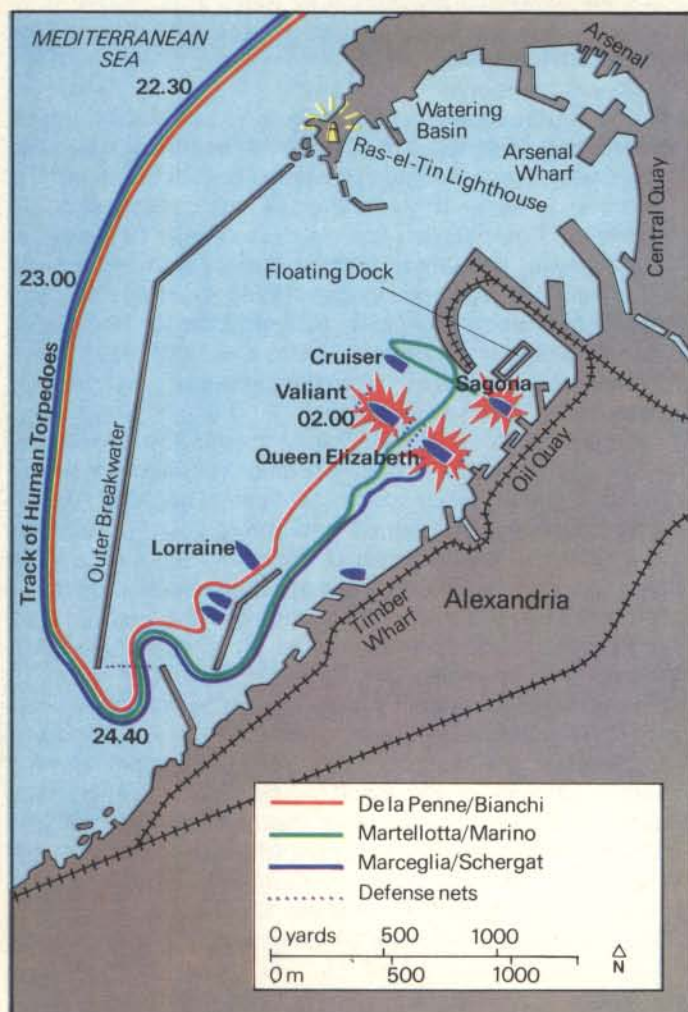 MEDITERRANEAN
SEA
22.30
Arsenal
Watering
Basin
Arsenal
Wharf
Ras-el-Tin Lighthouse
Central Quay
23.00
Floating Dock
Cruiser
Sagona
Valiant
02.00
Queen Elizabeth
Oil Quay
Outer Breakwater
Track of Human Torpedoes
Lorraine
Alexandria
Timber
Wharf
24.40
De la Penne/Bianchi
Martellotta/Marino
Marceglia/Schergat
Defense nets
0 yards 500 1000
0 m 500 1000
N